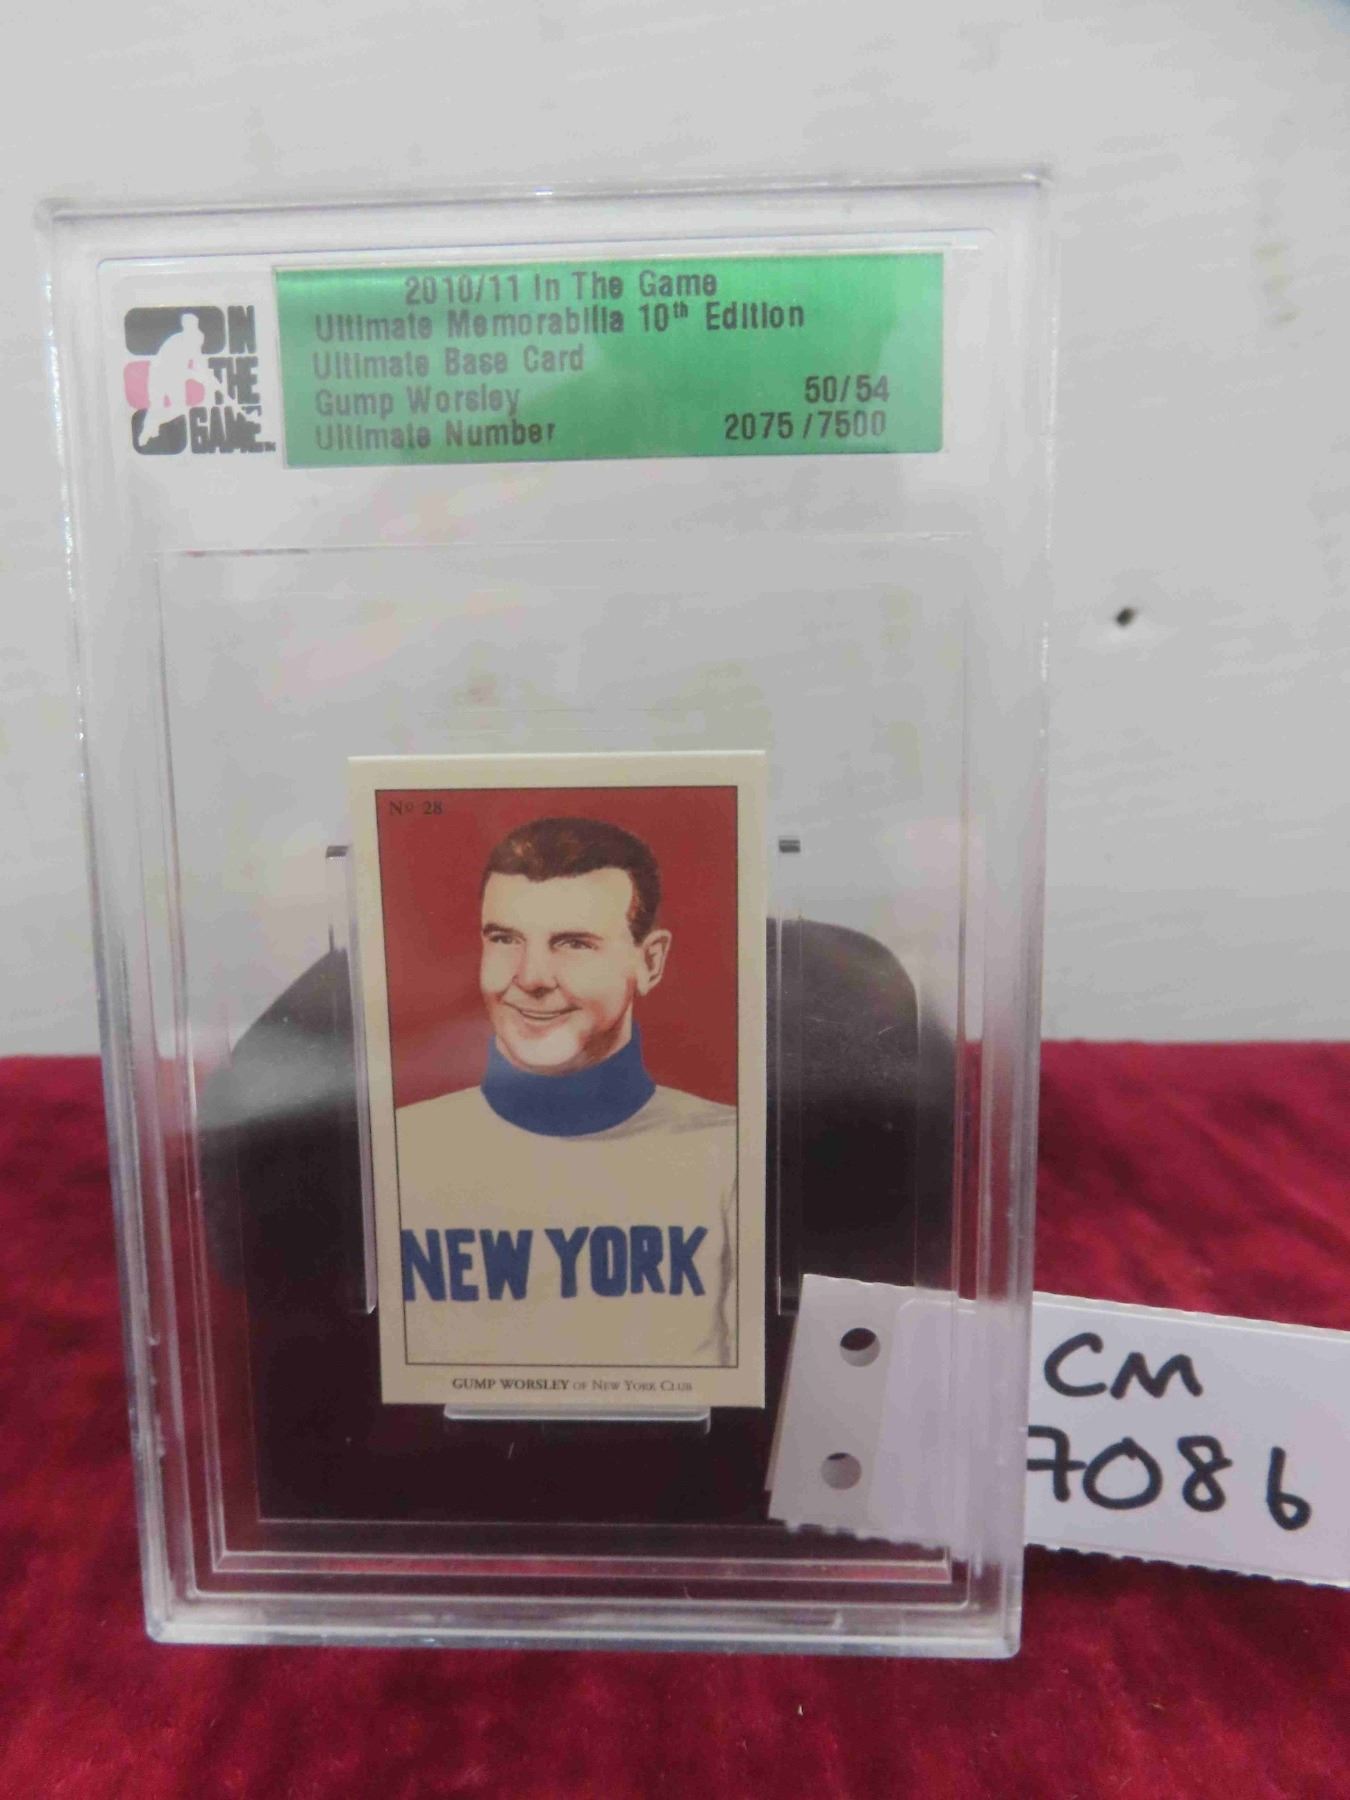 IN
THE
GAME
2010/11 In The Game
Ultimate Memorabilia 10th Edition
Ultimate Base Card
Gump Worsley 50/54
Ultimate Number 2075/7500
No 28
NEW YORK
GUMP WORSLEY OF NEW YORK CLUB
CM
7086